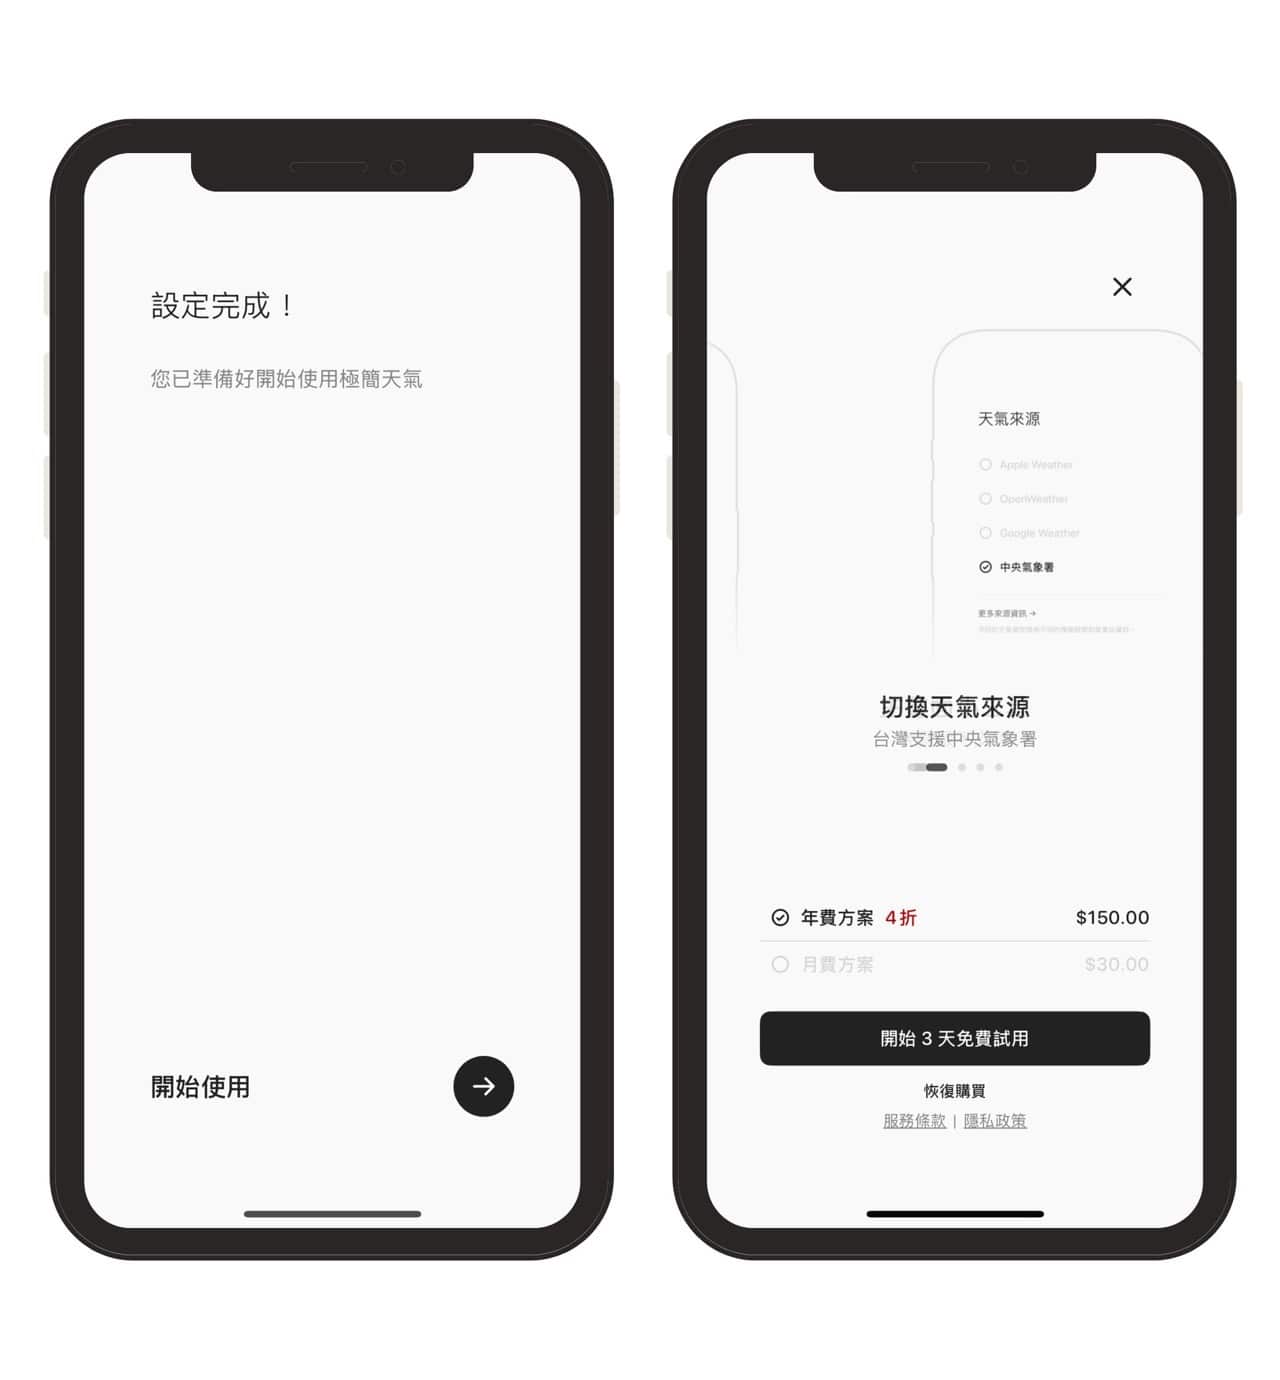 設定完成！
您已準備好開始使用極簡天氣
開始使用
天氣來源
Apple Weather
OpenWeather
Google Weather
中央氣象署
更多來源資訊 →
切換天氣來源
台灣支援中央氣象署
年費方案 4折 $150.00
月費方案 $30.00
開始 3 天免費試用
恢復購買
服務條款 | 隱私政策